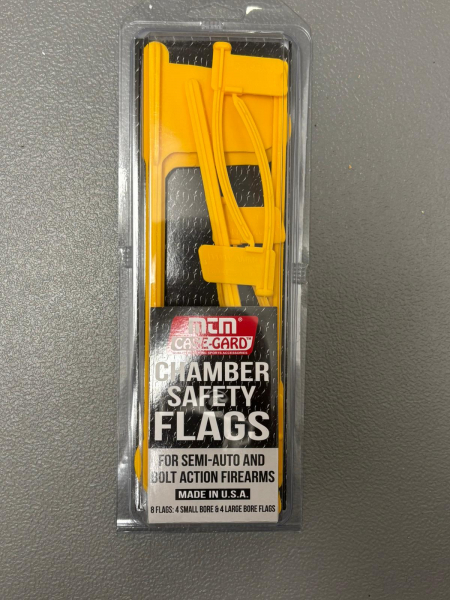 MTM®
CASE-GARD™
CHAMBER
SAFETY
FLAGS
FOR SEMI-AUTO AND
BOLT ACTION FIREARMS
MADE IN U.S.A.
8 FLAGS: 4 SMALL BORE & 4 LARGE BORE FLAGS